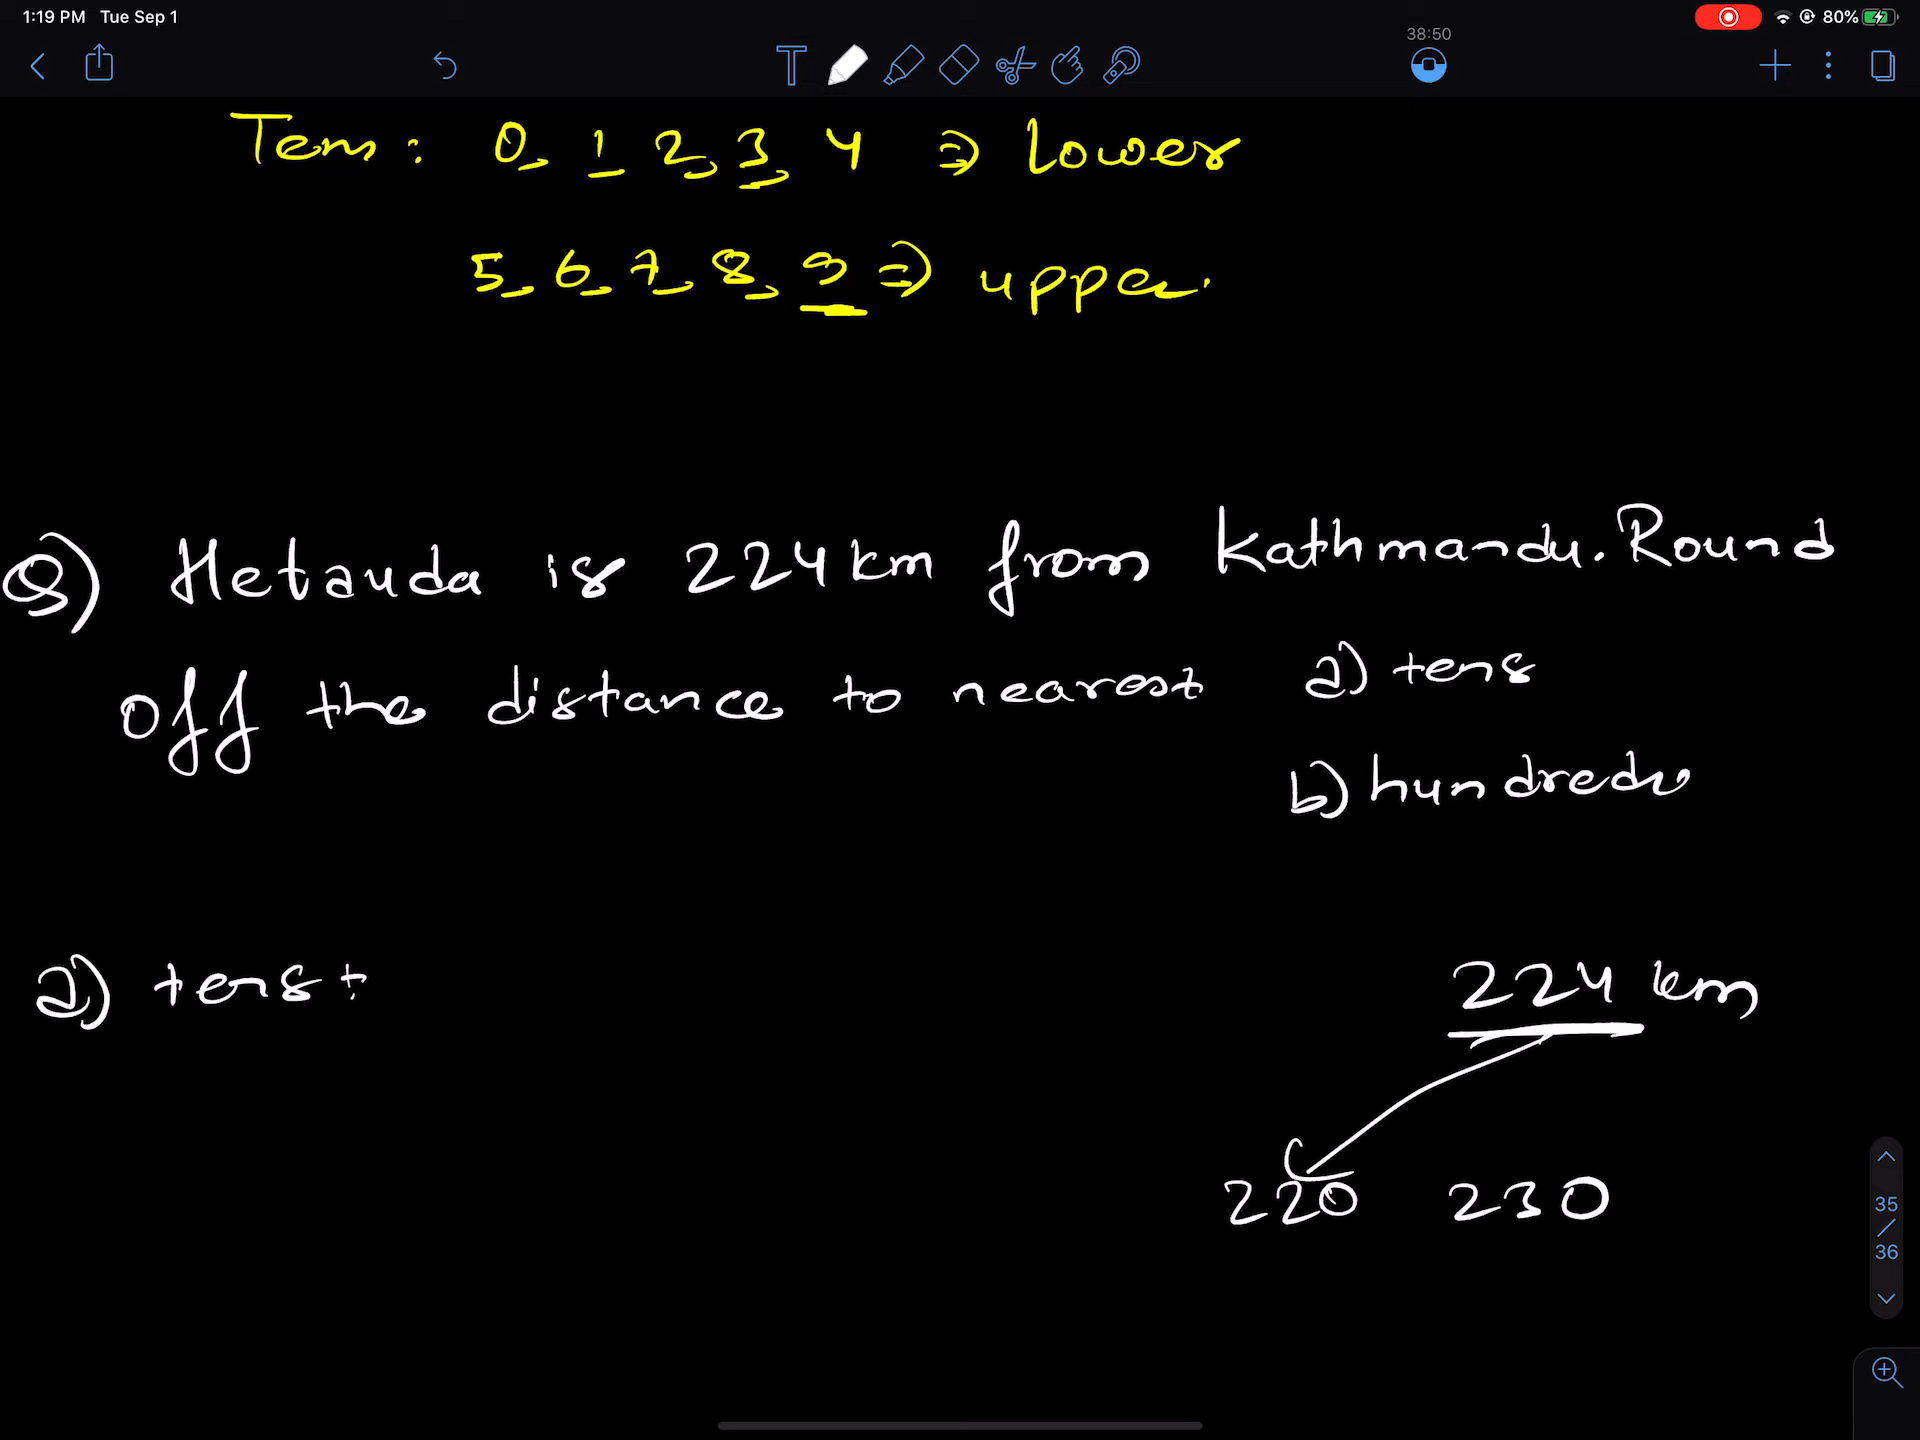 1:19 PM Tue Sep 1
80%
38:50
T
Tens: 0, 1, 2, 3, 4 ⇒ Lower
5, 6, 7, 8, 9 ⇒ upper.
Q) Hetauda is 224 km from Kathmandu. Round
off the distance to nearest a) tens
b) hundreds
a) tens :
224 km
220 230
35
36